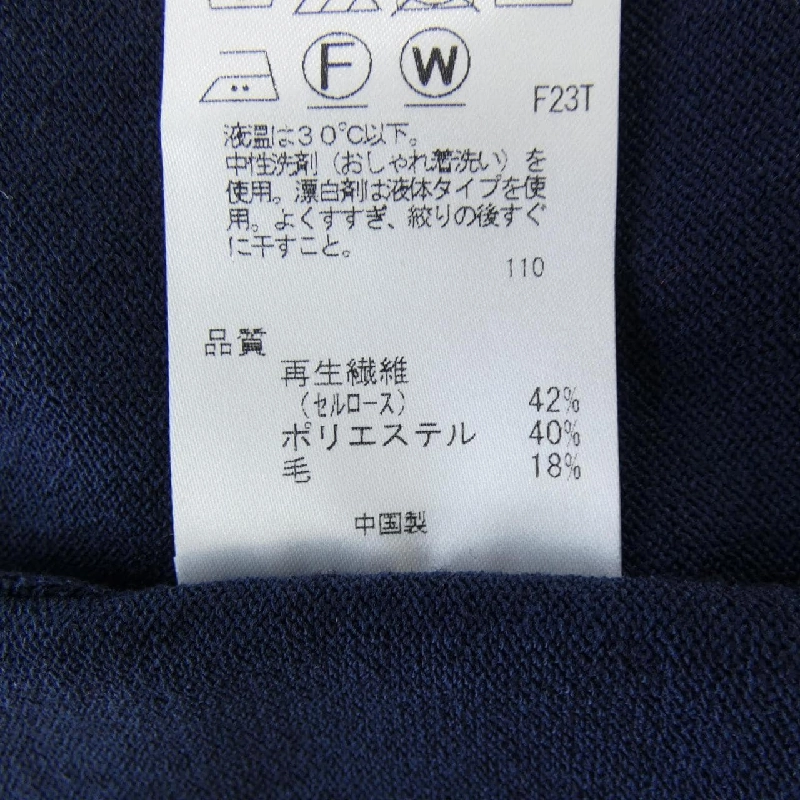 F
W
F23T
液温は30℃以下。
中性洗剤（おしゃれ着洗い）を
使用。漂白剤は液体タイプを使
用。よくすすぎ、絞りの後すぐ
に干すこと。
110
品質
再生繊維
（セルロース） 42%
ポリエステル 40%
毛 18%
中国製